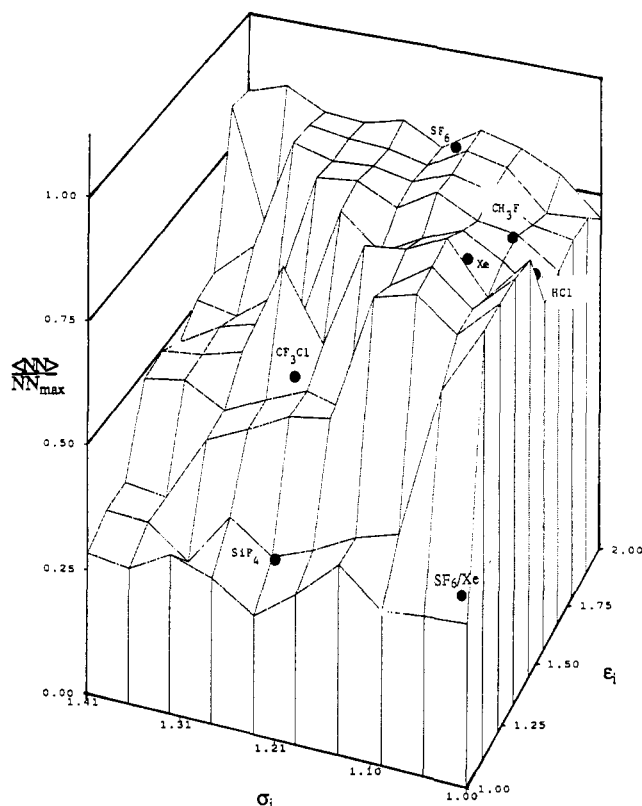 SF6
1.00
CH3F
Xe
HCl
0.75
CF3Cl
<NN>
NNmax
0.50
2.00
SiF4
SF6/Xe
0.25
1.75
1.50
εi
0.00
1.41
1.31
1.25
1.21
1.10
1.00
1.00
σi